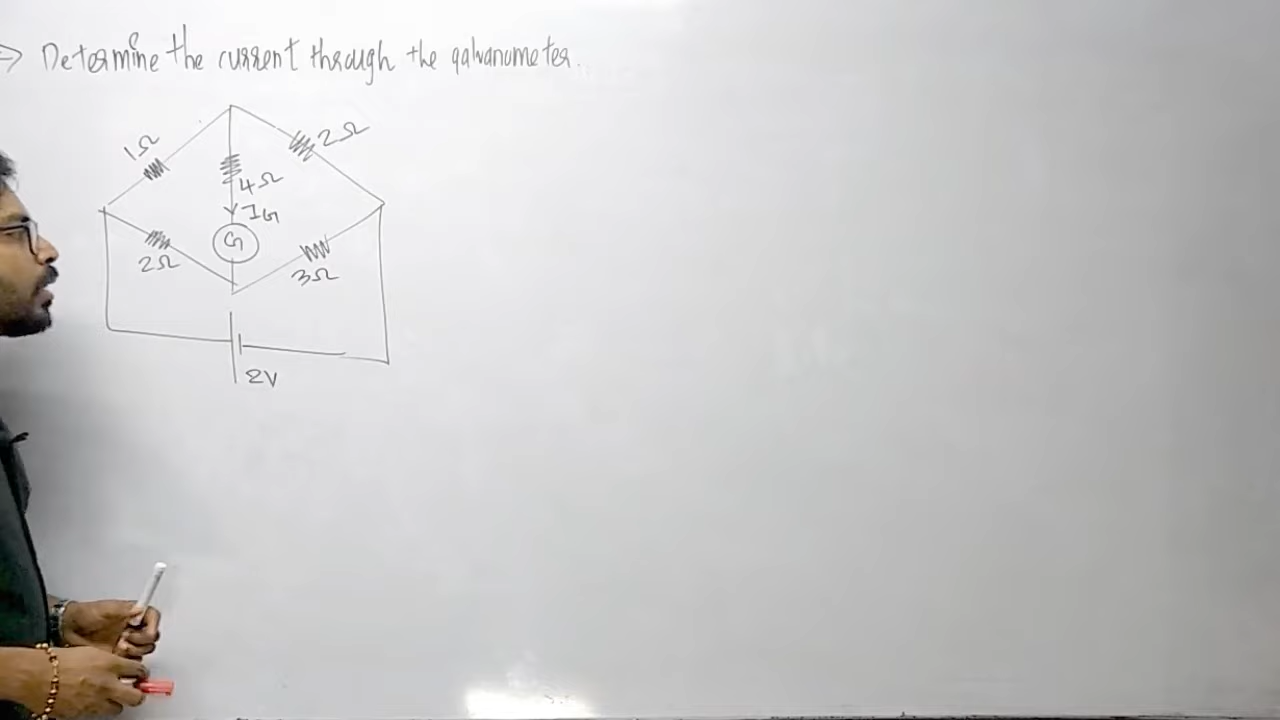 → Determine the current through the galvanometer.
1Ω
2Ω
4Ω
IG
G
2Ω
3Ω
2V